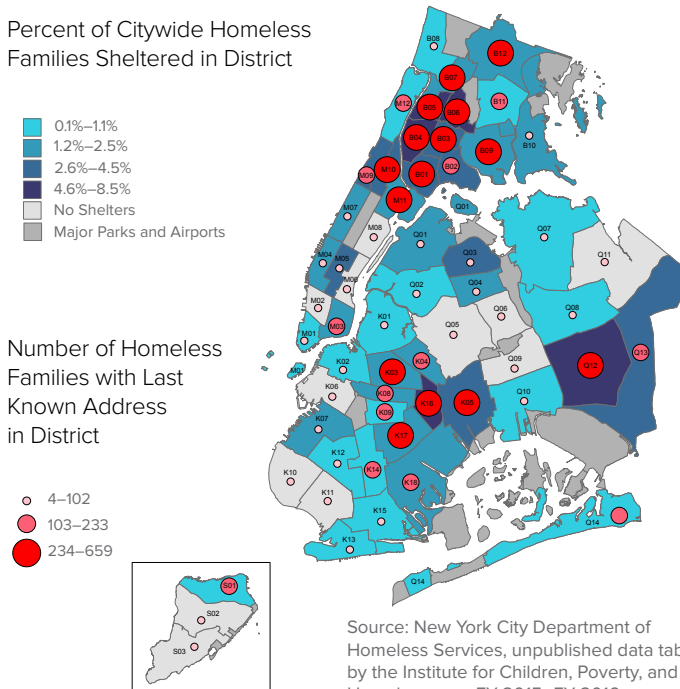 Percent of Citywide Homeless
Families Sheltered in District
0.1%–1.1%
1.2%–2.5%
2.6%–4.5%
4.6%–8.5%
No Shelters
Major Parks and Airports
Number of Homeless
Families with Last
Known Address
in District
4–102
103–233
234–659
B08
B12
B07
M12
B05
B06
B11
B04
B03
B09
B10
M09
M10
B01
B02
M11
M07
Q01
M08
Q01
Q07
M04
M05
Q03
Q11
M06
Q04
Q02
M02
Q08
M01
M03
K01
Q05
Q06
M01
K02
K04
Q09
Q12
Q13
K03
K06
K08
K16
K05
Q10
K09
K07
K17
K12
K14
K10
K18
K11
K15
Q14
K13
Q14
S01
S02
S03
Source: New York City Department of
Homeless Services, unpublished data tab
by the Institute for Children, Poverty, and